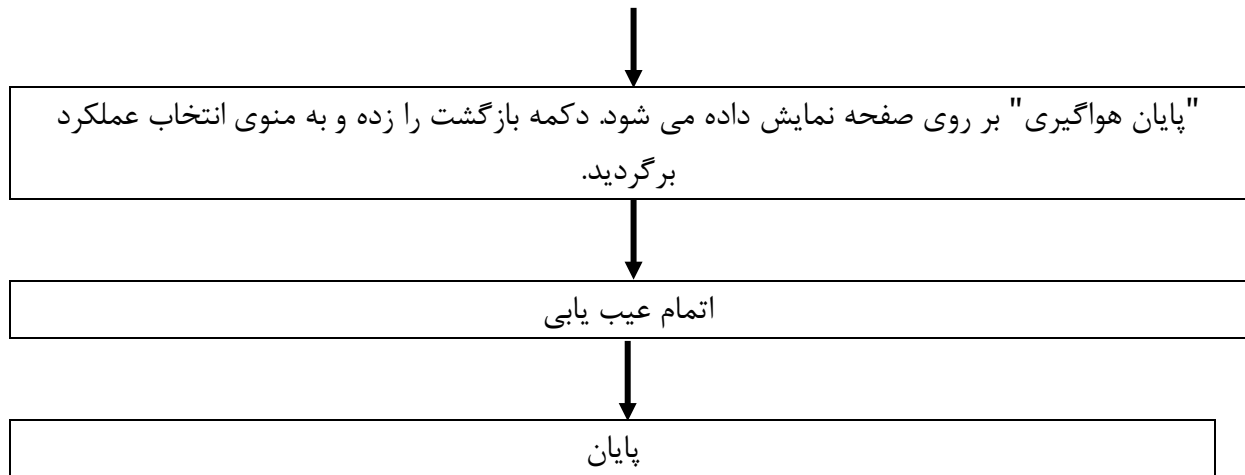 "پایان هواگیری" بر روی صفحه نمایش داده می شود. دکمه بازگشت را زده و به منوی انتخاب عملکرد
برگردید.
اتمام عیب یابی
پایان